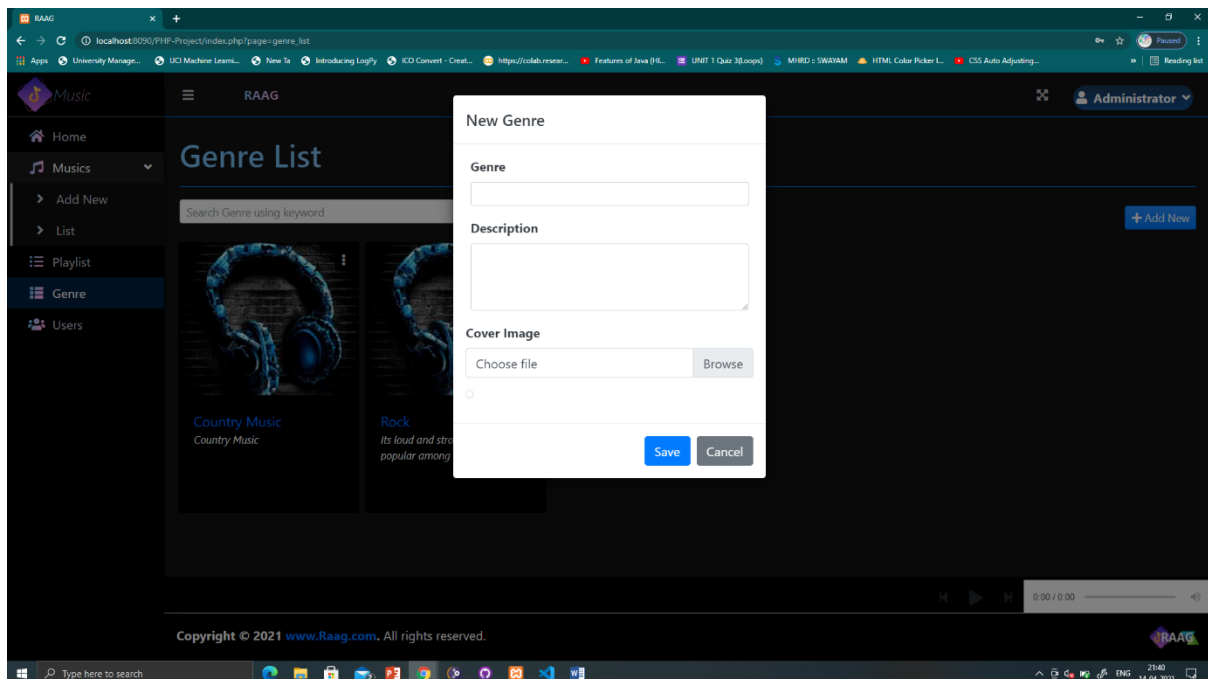 RAAG
localhost:8090/PHP-Project/index.php?page=genre_list
Paused
Apps University Manage... UCI Machine Learni... New Ta Introducing LogPy ICO Convert - Creat... https://colab.resear... Features of Java (HI... UNIT 1 Quiz 3(Loops) MHRD :: SWAYAM HTML Color Picker I... CSS Auto Adjusting... » Reading list
Music
RAAG
Administrator
Home
Musics
Add New
List
Playlist
Genre
Users
Genre List
Search Genre using keyword
+ Add New
Country Music
Country Music
Rock
Its loud and stro
popular among
New Genre
Genre
Description
Cover Image
Choose file
Browse
Save
Cancel
0:00 / 0:00
Copyright © 2021 www.Raag.com. All rights reserved.
RAAG
Type here to search
ENG
21:40
14-04-2021